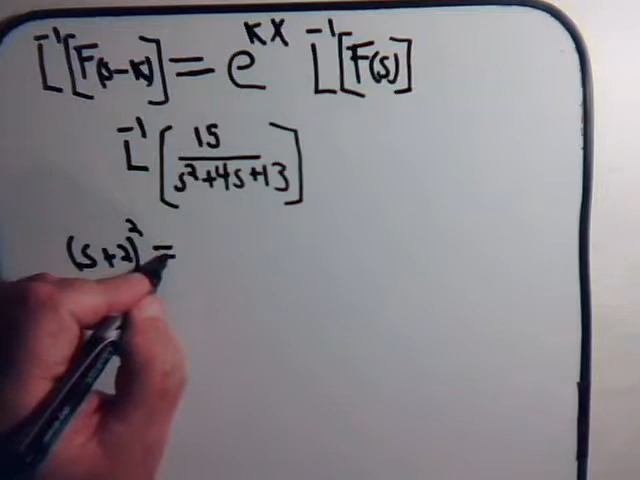 L⁻¹[F(s-k)] = e^{kx} L⁻¹[F(s)]
L⁻¹[15/(s²+4s+13)]
(s+2)² =